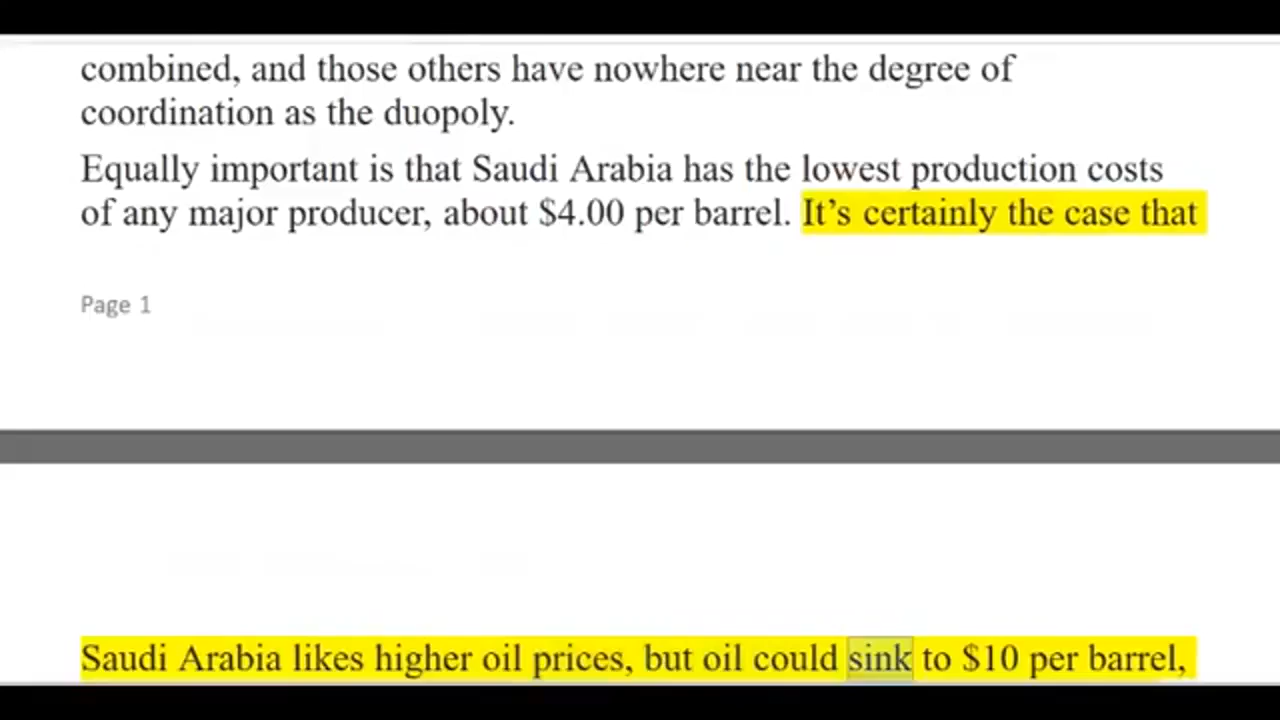 combined, and those others have nowhere near the degree of
coordination as the duopoly.
Equally important is that Saudi Arabia has the lowest production costs
of any major producer, about $4.00 per barrel. It’s certainly the case that
Page 1
Saudi Arabia likes higher oil prices, but oil could sink to $10 per barrel,